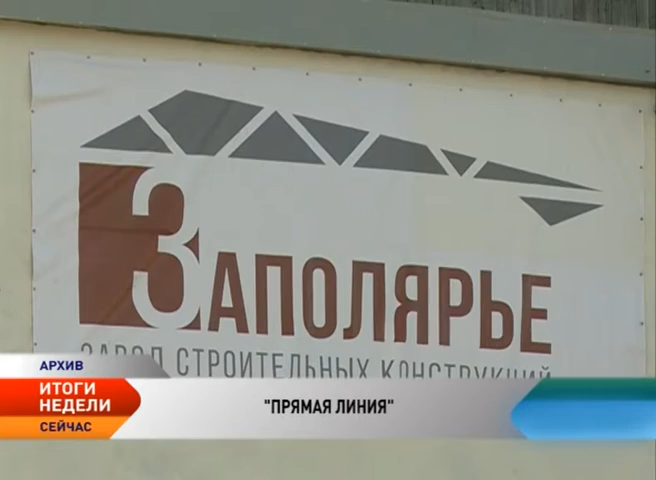 ЗАПОЛЯРЬЕ
ЗАВОД СТРОИТЕЛЬНЫХ КОНСТРУКЦИЙ
АРХИВ
ИТОГИ
НЕДЕЛИ
СЕЙЧАС
"ПРЯМАЯ ЛИНИЯ"